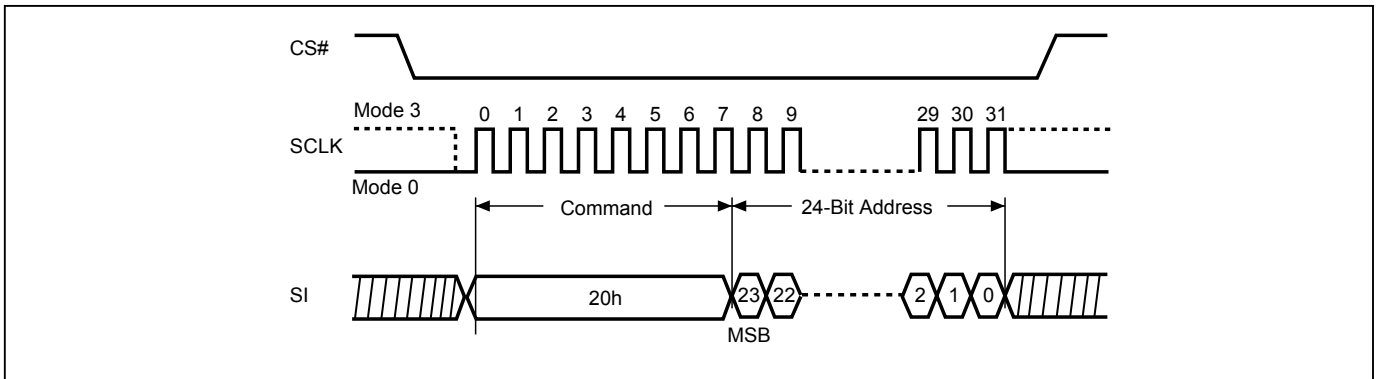 CS#
Mode 3
0 1 2 3 4 5 6 7 8 9 29 30 31
SCLK
Mode 0
Command 24-Bit Address
SI 20h 23 22 2 1 0
MSB